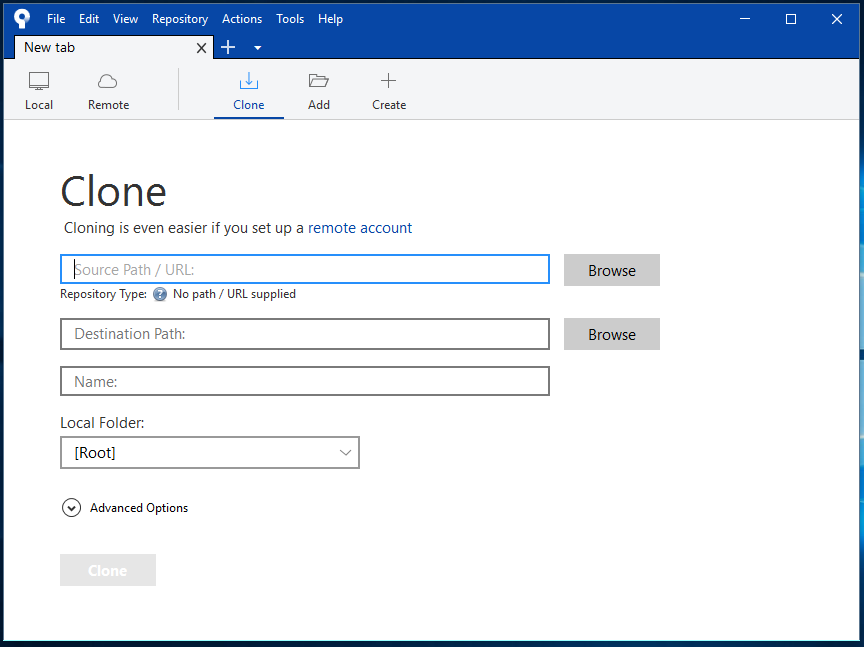 File Edit View Repository Actions Tools Help
New tab
Local Remote Clone Add Create
Clone
Cloning is even easier if you set up a remote account
Source Path / URL: Browse
Repository Type: ? No path / URL supplied
Destination Path: Browse
Name:
Local Folder:
[Root]
Advanced Options
Clone